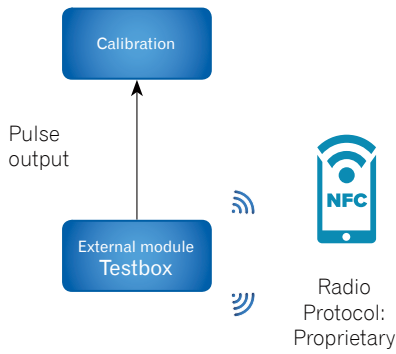 Calibration
Pulse
output
External module
Testbox
NFC
Radio
Protocol:
Proprietary